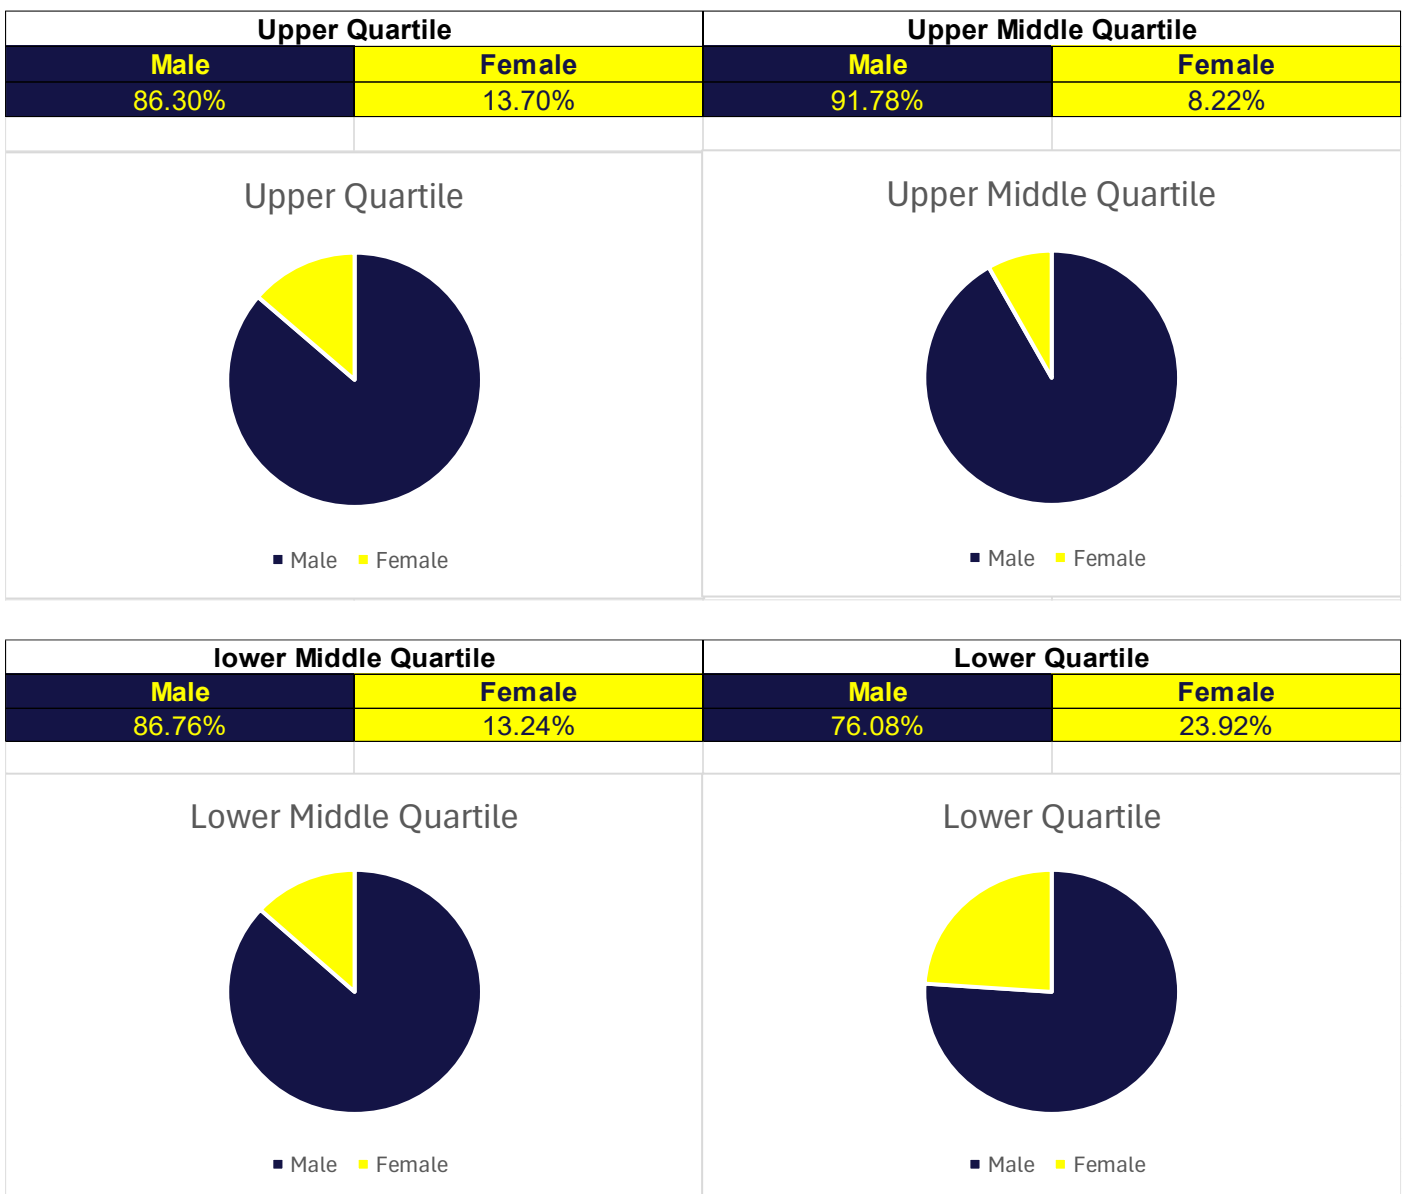 Upper Quartile Upper Middle Quartile
Male Female Male Female
86.30% 13.70% 91.78% 8.22%
Upper Quartile
Male Female
Upper Middle Quartile
Male Female
lower Middle Quartile Lower Quartile
Male Female Male Female
86.76% 13.24% 76.08% 23.92%
Lower Middle Quartile
Male Female
Lower Quartile
Male Female